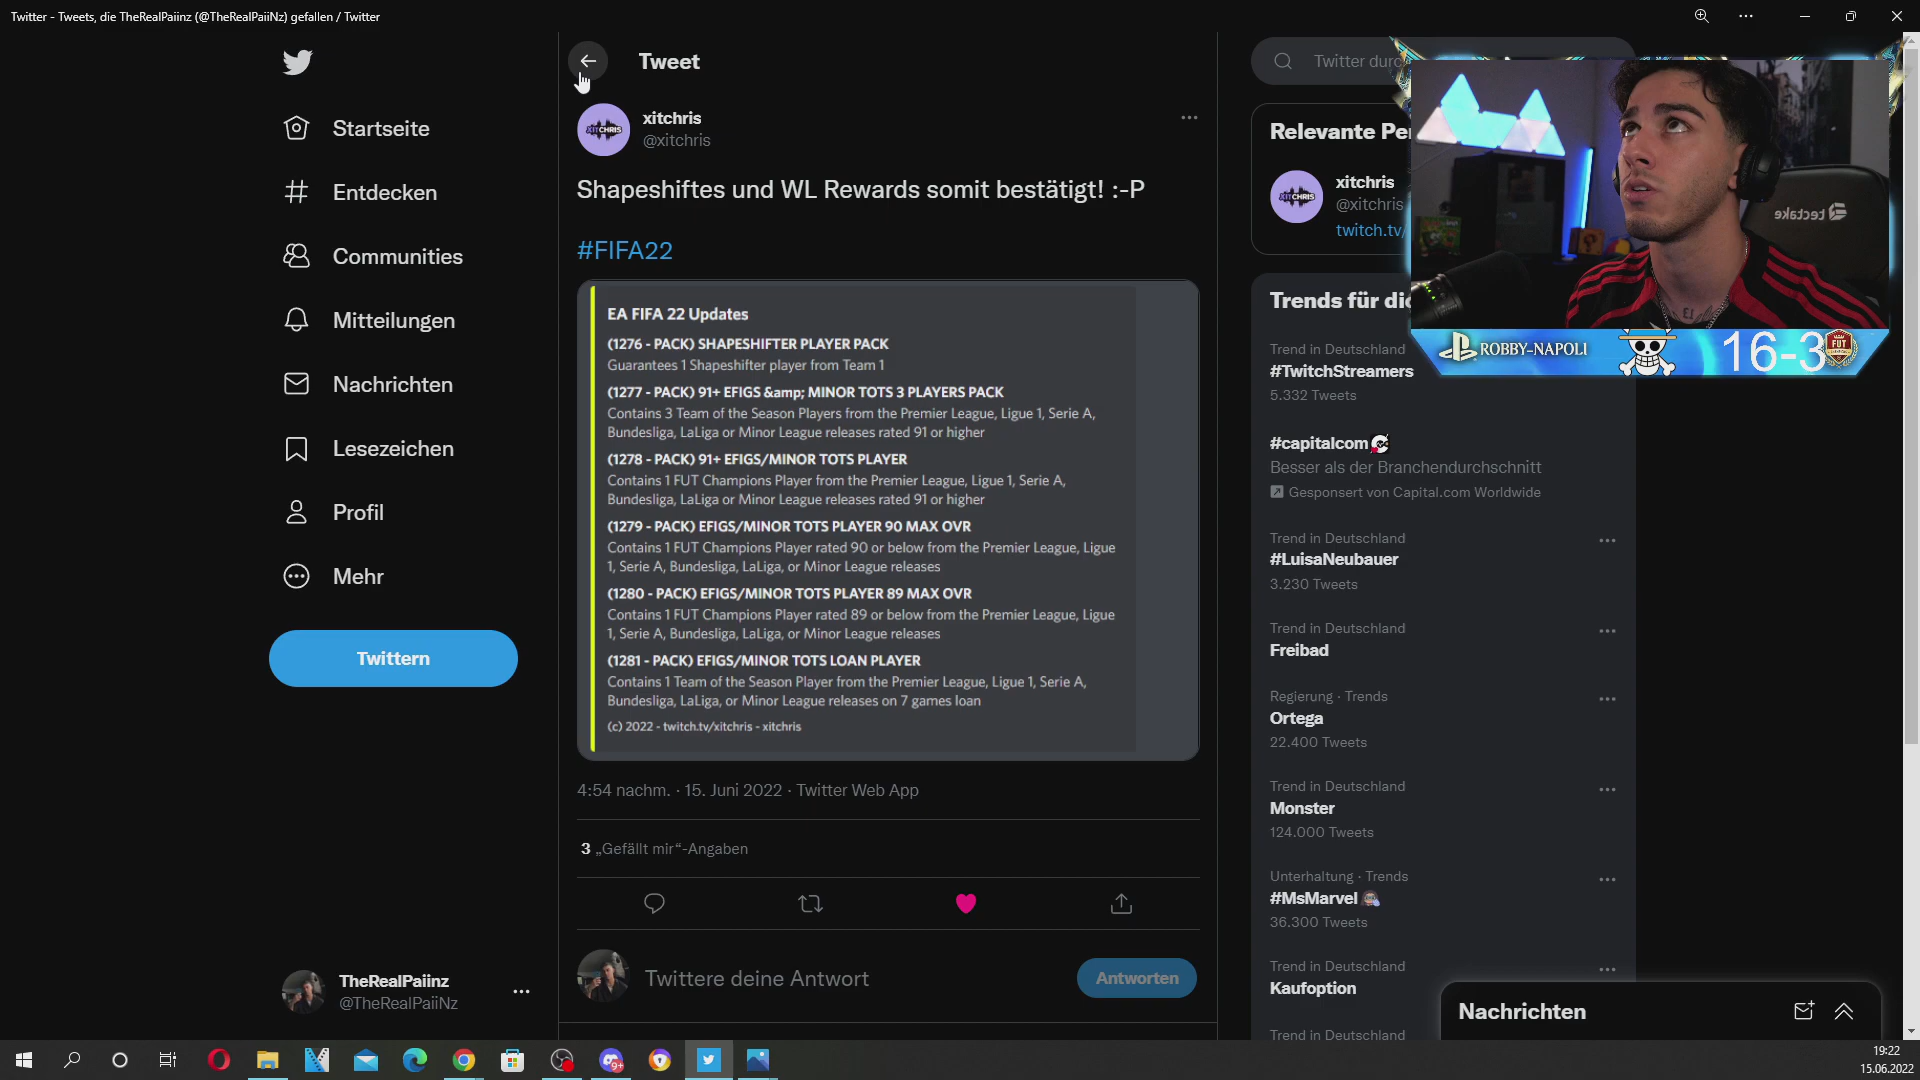 Twitter - Tweets, die TheRealPaiinz (@TheRealPaiiNz) gefallen / Twitter
Startseite
Entdecken
Communities
Mitteilungen
Nachrichten
Lesezeichen
Profil
Mehr
Twittern
TheRealPaiinz
@TheRealPaiiNz
Tweet
xitchris
@xitchris
Shapeshiftes und WL Rewards somit bestätigt! :-P
#FIFA22
EA FIFA 22 Updates
(1276 - PACK) SHAPESHIFTER PLAYER PACK
Guarantees 1 Shapeshifter player from Team 1
(1277 - PACK) 91+ EFIGS &amp; MINOR TOTS 3 PLAYERS PACK
Contains 3 Team of the Season Players from the Premier League, Ligue 1, Serie A,
Bundesliga, LaLiga or Minor League releases rated 91 or higher
(1278 - PACK) 91+ EFIGS/MINOR TOTS PLAYER
Contains 1 FUT Champions Player from the Premier League, Ligue 1, Serie A,
Bundesliga, LaLiga or Minor League releases rated 91 or higher
(1279 - PACK) EFIGS/MINOR TOTS PLAYER 90 MAX OVR
Contains 1 FUT Champions Player rated 90 or below from the Premier League, Ligue
1, Serie A, Bundesliga, LaLiga, or Minor League releases
(1280 - PACK) EFIGS/MINOR TOTS PLAYER 89 MAX OVR
Contains 1 FUT Champions Player rated 89 or below from the Premier League, Ligue
1, Serie A, Bundesliga, LaLiga, or Minor League releases
(1281 - PACK) EFIGS/MINOR TOTS LOAN PLAYER
Contains 1 Team of the Season Player from the Premier League, Ligue 1, Serie A,
Bundesliga, LaLiga, or Minor League releases on 7 games loan
(c) 2022 - twitch.tv/xitchris - xitchris
4:54 nachm. · 15. Juni 2022 · Twitter Web App
3 „Gefällt mir“-Angaben
Twittere deine Antwort
Antworten
Twitter durc
Relevante Pe
xitchris
@xitchris
twitch.tv/
tectake
ROBBY-NAPOLI
16-3
FUT
Trends für dic
Trend in Deutschland
#TwitchStreamers
5.332 Tweets
#capitalcom
Besser als der Branchendurchschnitt
Gesponsert von Capital.com Worldwide
Trend in Deutschland
#LuisaNeubauer
3.230 Tweets
Trend in Deutschland
Freibad
Regierung · Trends
Ortega
22.400 Tweets
Trend in Deutschland
Monster
124.000 Tweets
Unterhaltung · Trends
#MsMarvel
36.300 Tweets
Trend in Deutschland
Kaufoption
Trend in Deutschland
Nachrichten
9+
19:22
15.06.2022